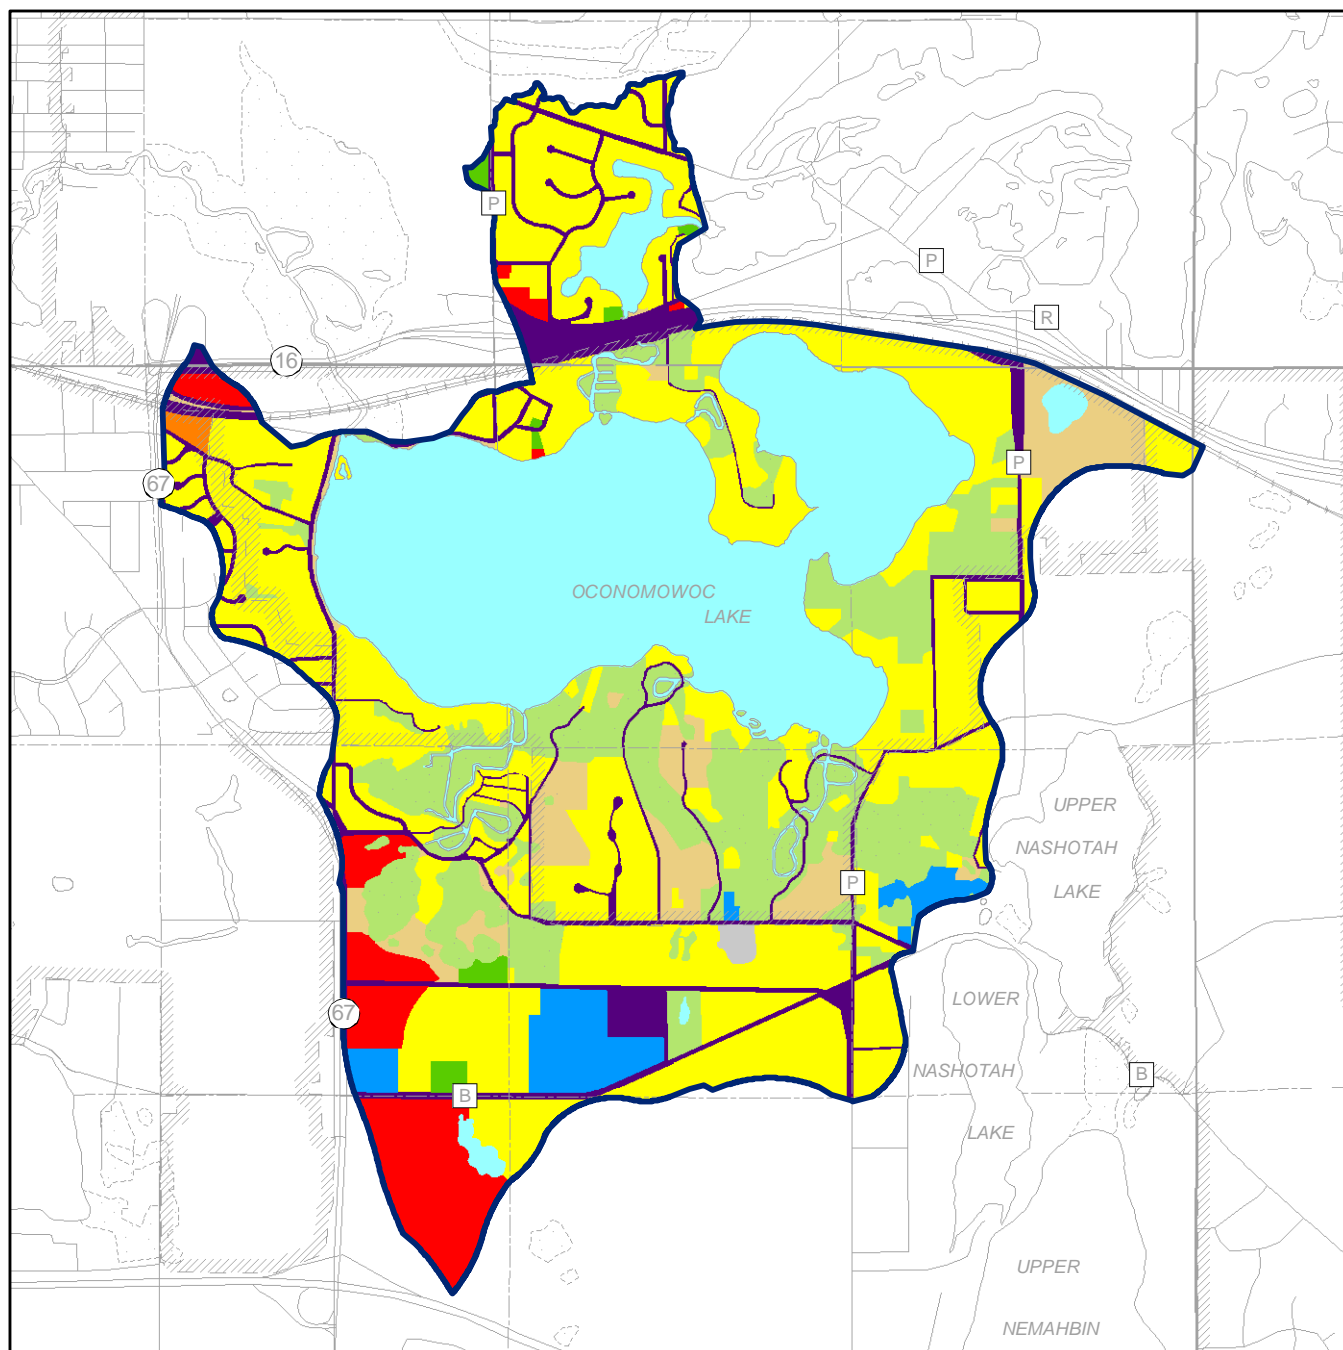 P
P
R
16
P
67
OCONOMOWOC
LAKE
UPPER
NASHOTAH
LAKE
P
LOWER
67
NASHOTAH
B
B
LAKE
UPPER
NEMAHBIN